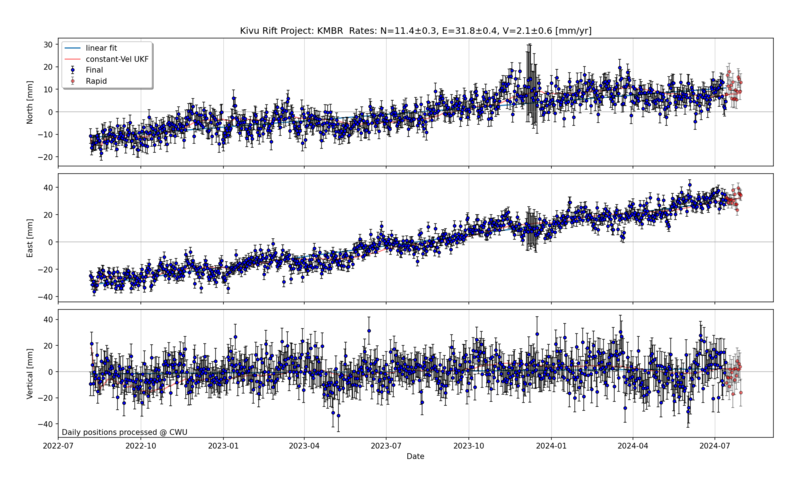 Kivu Rift Project: KMBR Rates: N=11.4±0.3, E=31.8±0.4, V=2.1±0.6 [mm/yr]
linear fit
constant-Vel UKF
Final
Rapid
North [mm]
30
20
10
0
−10
−20
East [mm]
40
20
0
−20
−40
Vertical [mm]
40
20
0
−20
−40
Daily positions processed @ CWU
2022-07
2022-10
2023-01
2023-04
2023-07
2023-10
2024-01
2024-04
2024-07
Date